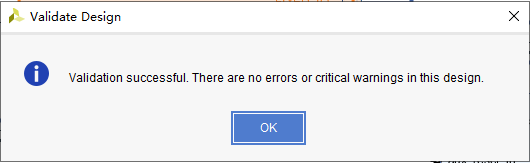 Validate Design
Validation successful. There are no errors or critical warnings in this design.
OK